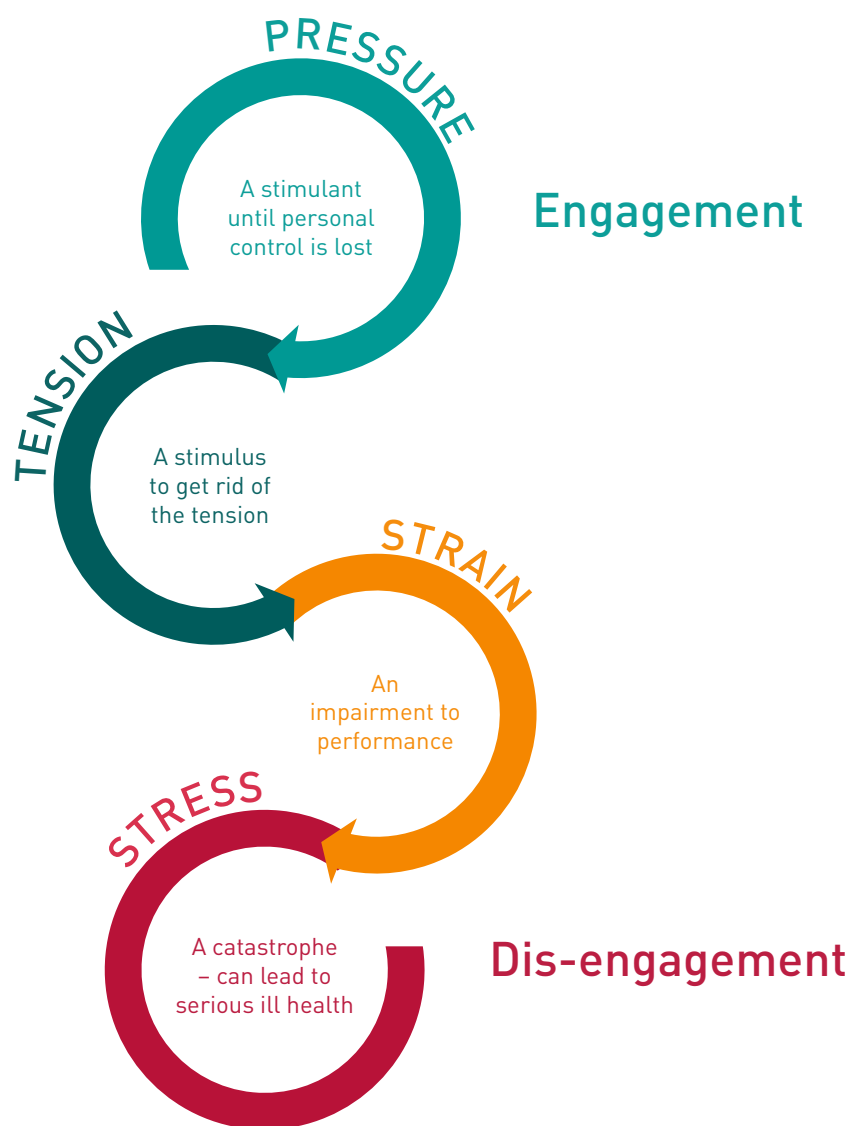 PRESSURE
A stimulant
until personal
control is lost
Engagement
TENSION
A stimulus
to get rid of
the tension
STRAIN
An
impairment to
performance
STRESS
A catastrophe
– can lead to
serious ill health
Dis-engagement